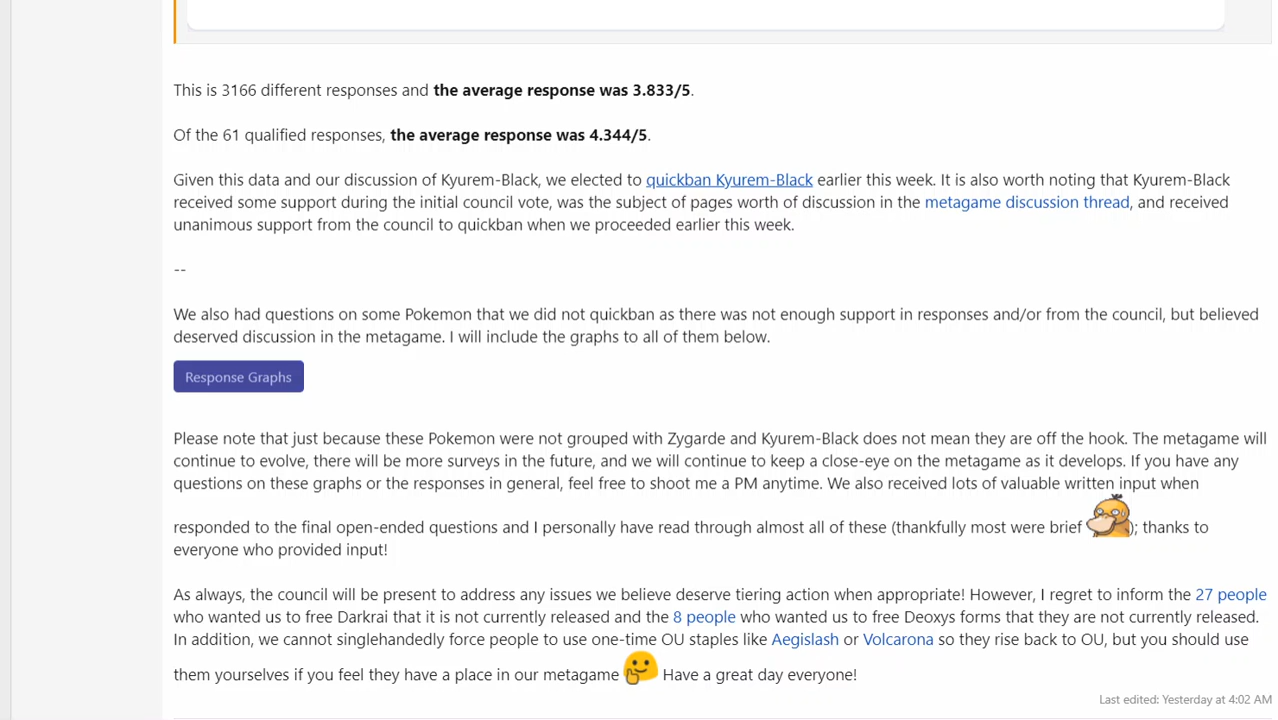 This is 3166 different responses and the average response was 3.833/5.
Of the 61 qualified responses, the average response was 4.344/5.
Given this data and our discussion of Kyurem-Black, we elected to quickban Kyurem-Black earlier this week. It is also worth noting that Kyurem-Black
received some support during the initial council vote, was the subject of pages worth of discussion in the metagame discussion thread, and received
unanimous support from the council to quickban when we proceeded earlier this week.
--
We also had questions on some Pokemon that we did not quickban as there was not enough support in responses and/or from the council, but believed
deserved discussion in the metagame. I will include the graphs to all of them below.
Response Graphs
Please note that just because these Pokemon were not grouped with Zygarde and Kyurem-Black does not mean they are off the hook. The metagame will
continue to evolve, there will be more surveys in the future, and we will continue to keep a close-eye on the metagame as it develops. If you have any
questions on these graphs or the responses in general, feel free to shoot me a PM anytime. We also received lots of valuable written input when
responded to the final open-ended questions and I personally have read through almost all of these (thankfully most were brief ); thanks to
everyone who provided input!
As always, the council will be present to address any issues we believe deserve tiering action when appropriate! However, I regret to inform the 27 people
who wanted us to free Darkrai that it is not currently released and the 8 people who wanted us to free Deoxys forms that they are not currently released.
In addition, we cannot singlehandedly force people to use one-time OU staples like Aegislash or Volcarona so they rise back to OU, but you should use
them yourselves if you feel they have a place in our metagame Have a great day everyone!
Last edited: Yesterday at 4:02 AM